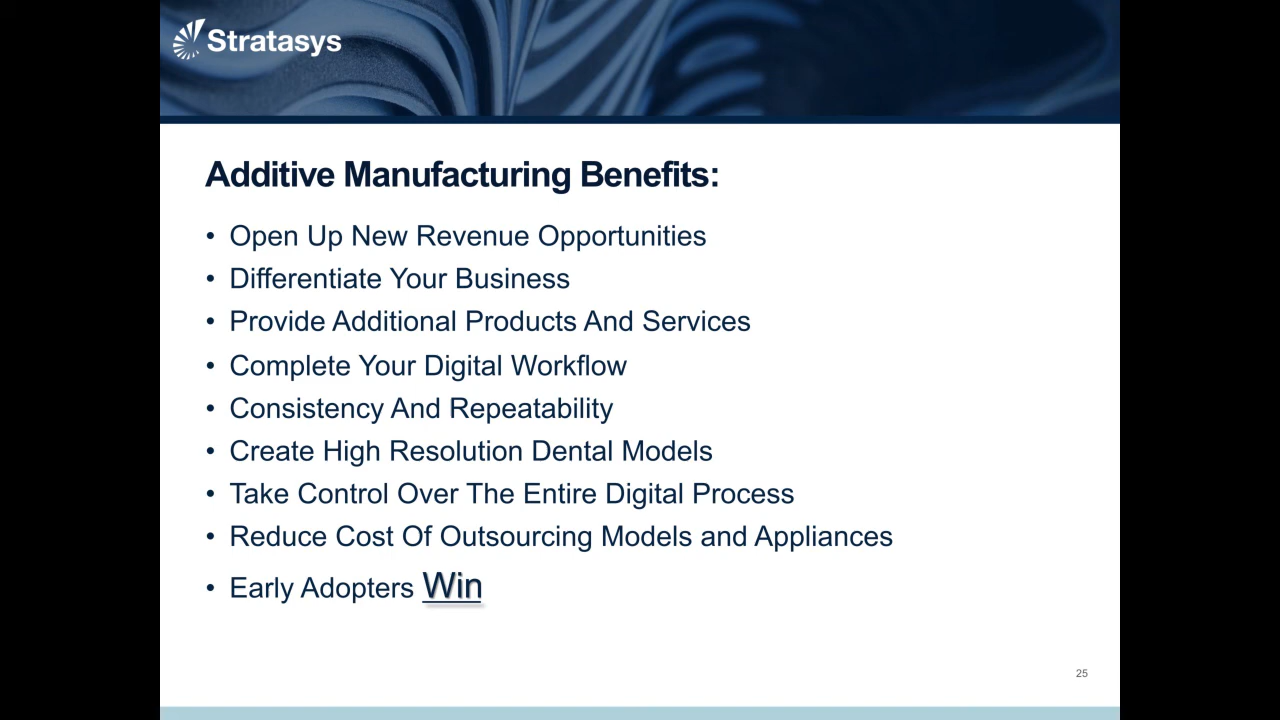 Stratasys
Additive Manufacturing Benefits:
• Open Up New Revenue Opportunities
• Differentiate Your Business
• Provide Additional Products And Services
• Complete Your Digital Workflow
• Consistency And Repeatability
• Create High Resolution Dental Models
• Take Control Over The Entire Digital Process
• Reduce Cost Of Outsourcing Models and Appliances
• Early Adopters Win
25